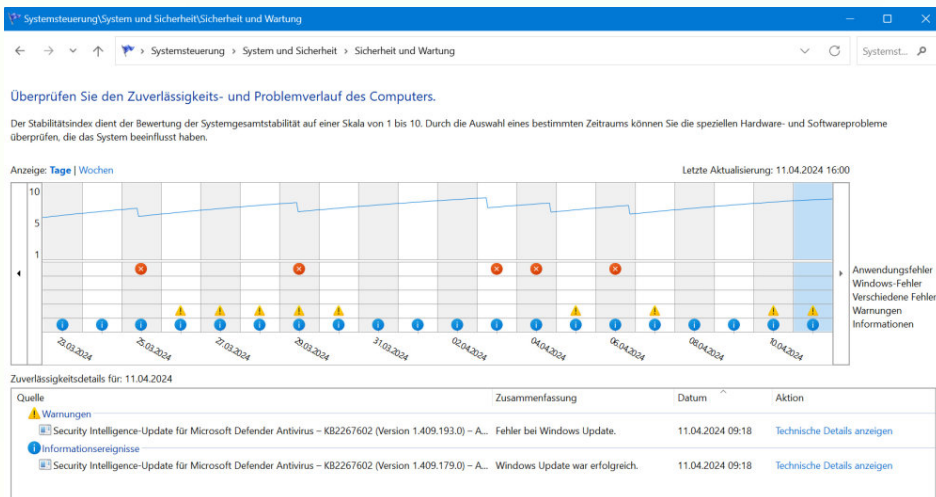 Systemsteuerung\System und Sicherheit\Sicherheit und Wartung
Systemsteuerung > System und Sicherheit > Sicherheit und Wartung
Systemst...
Überprüfen Sie den Zuverlässigkeits- und Problemverlauf des Computers.
Der Stabilitätsindex dient der Bewertung der Systemgesamtstabilität auf einer Skala von 1 bis 10. Durch die Auswahl eines bestimmten Zeitraums können Sie die speziellen Hardware- und Softwareprobleme
überprüfen, die das System beeinflusst haben.
Anzeige: Tage | Wochen
Letzte Aktualisierung: 11.04.2024 16:00
10
5
1
Anwendungsfehler
Windows-Fehler
Verschiedene Fehler
Warnungen
Informationen
23.03.2024 25.03.2024 27.03.2024 29.03.2024 31.03.2024 02.04.2024 04.04.2024 06.04.2024 08.04.2024 10.04.2024
Zuverlässigkeitsdetails für: 11.04.2024
Quelle Zusammenfassung Datum Aktion
Warnungen
Security Intelligence-Update für Microsoft Defender Antivirus – KB2267602 (Version 1.409.193.0) – A... Fehler bei Windows Update. 11.04.2024 09:18 Technische Details anzeigen
Informationsereignisse
Security Intelligence-Update für Microsoft Defender Antivirus – KB2267602 (Version 1.409.179.0) – A... Windows Update war erfolgreich. 11.04.2024 09:18 Technische Details anzeigen